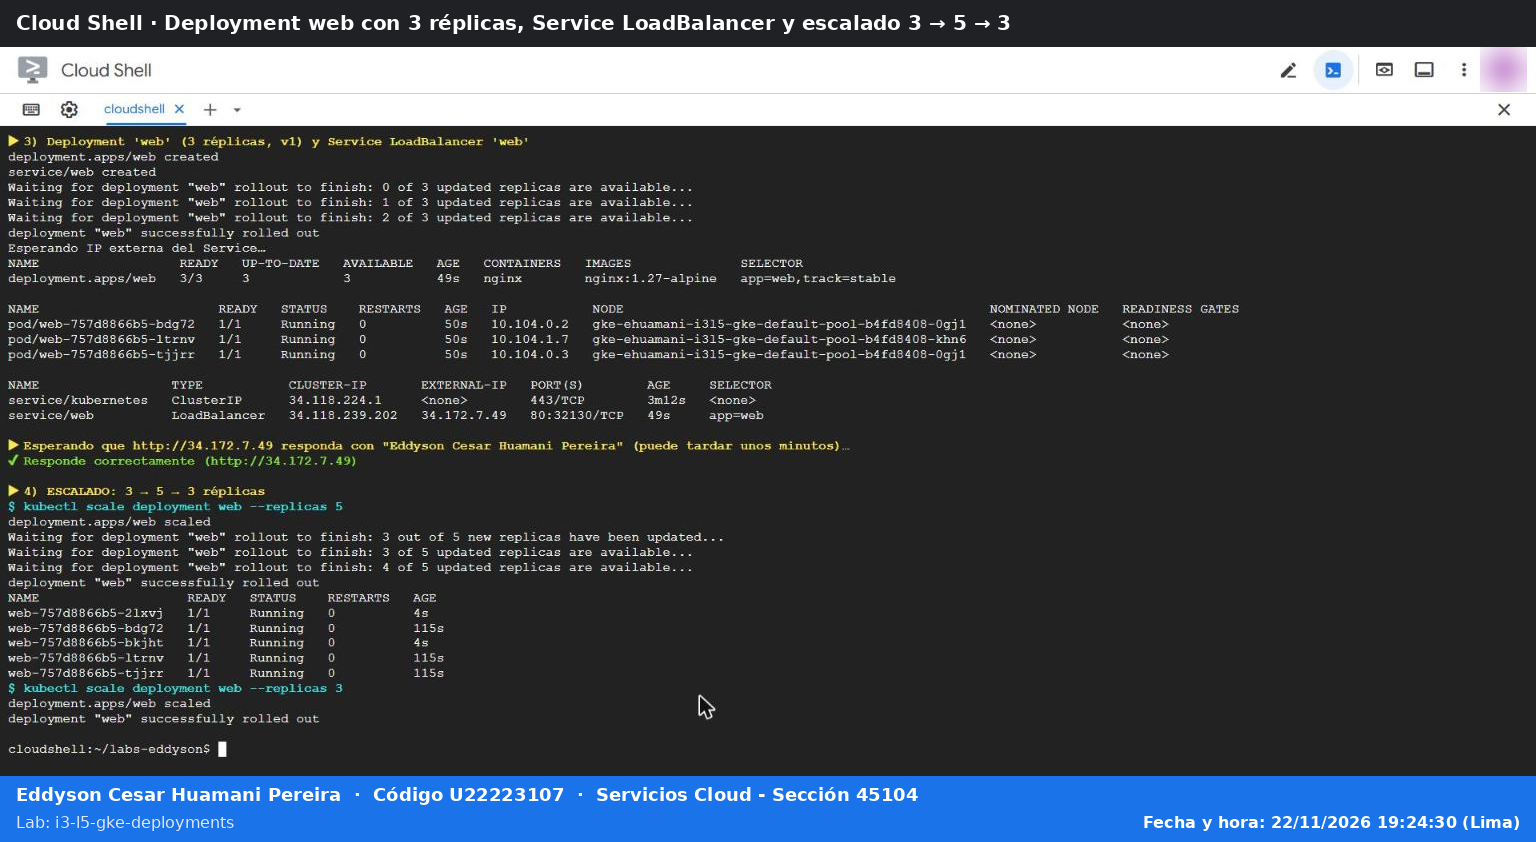 Cloud Shell · Deployment web con 3 réplicas, Service LoadBalancer y escalado 3 → 5 → 3
Cloud Shell
cloudshell
▶ 3) Deployment 'web' (3 réplicas, v1) y Service LoadBalancer 'web'
deployment.apps/web created
service/web created
Waiting for deployment "web" rollout to finish: 0 of 3 updated replicas are available...
Waiting for deployment "web" rollout to finish: 1 of 3 updated replicas are available...
Waiting for deployment "web" rollout to finish: 2 of 3 updated replicas are available...
deployment "web" successfully rolled out
Esperando IP externa del Service…
NAME READY UP-TO-DATE AVAILABLE AGE CONTAINERS IMAGES SELECTOR
deployment.apps/web 3/3 3 3 49s nginx nginx:1.27-alpine app=web,track=stable
NAME READY STATUS RESTARTS AGE IP NODE NOMINATED NODE READINESS GATES
pod/web-757d8866b5-bdg72 1/1 Running 0 50s 10.104.0.2 gke-ehuamani-i3l5-gke-default-pool-b4fd8408-0gj1 <none> <none>
pod/web-757d8866b5-ltrnv 1/1 Running 0 50s 10.104.1.7 gke-ehuamani-i3l5-gke-default-pool-b4fd8408-khn6 <none> <none>
pod/web-757d8866b5-tjjrr 1/1 Running 0 50s 10.104.0.3 gke-ehuamani-i3l5-gke-default-pool-b4fd8408-0gj1 <none> <none>
NAME TYPE CLUSTER-IP EXTERNAL-IP PORT(S) AGE SELECTOR
service/kubernetes ClusterIP 34.118.224.1 <none> 443/TCP 3m12s <none>
service/web LoadBalancer 34.118.239.202 34.172.7.49 80:32130/TCP 49s app=web
▶ Esperando que http://34.172.7.49 responda con "Eddyson Cesar Huamani Pereira" (puede tardar unos minutos)…
✔ Responde correctamente (http://34.172.7.49)
▶ 4) ESCALADO: 3 → 5 → 3 réplicas
$ kubectl scale deployment web --replicas 5
deployment.apps/web scaled
Waiting for deployment "web" rollout to finish: 3 out of 5 new replicas have been updated...
Waiting for deployment "web" rollout to finish: 3 of 5 updated replicas are available...
Waiting for deployment "web" rollout to finish: 4 of 5 updated replicas are available...
deployment "web" successfully rolled out
NAME READY STATUS RESTARTS AGE
web-757d8866b5-2lxvj 1/1 Running 0 4s
web-757d8866b5-bdg72 1/1 Running 0 115s
web-757d8866b5-bkjht 1/1 Running 0 4s
web-757d8866b5-ltrnv 1/1 Running 0 115s
web-757d8866b5-tjjrr 1/1 Running 0 115s
$ kubectl scale deployment web --replicas 3
deployment.apps/web scaled
deployment "web" successfully rolled out
cloudshell:~/labs-eddyson$
Eddyson Cesar Huamani Pereira · Código U22223107 · Servicios Cloud - Sección 45104
Lab: i3-l5-gke-deployments
Fecha y hora: 22/11/2026 19:24:30 (Lima)